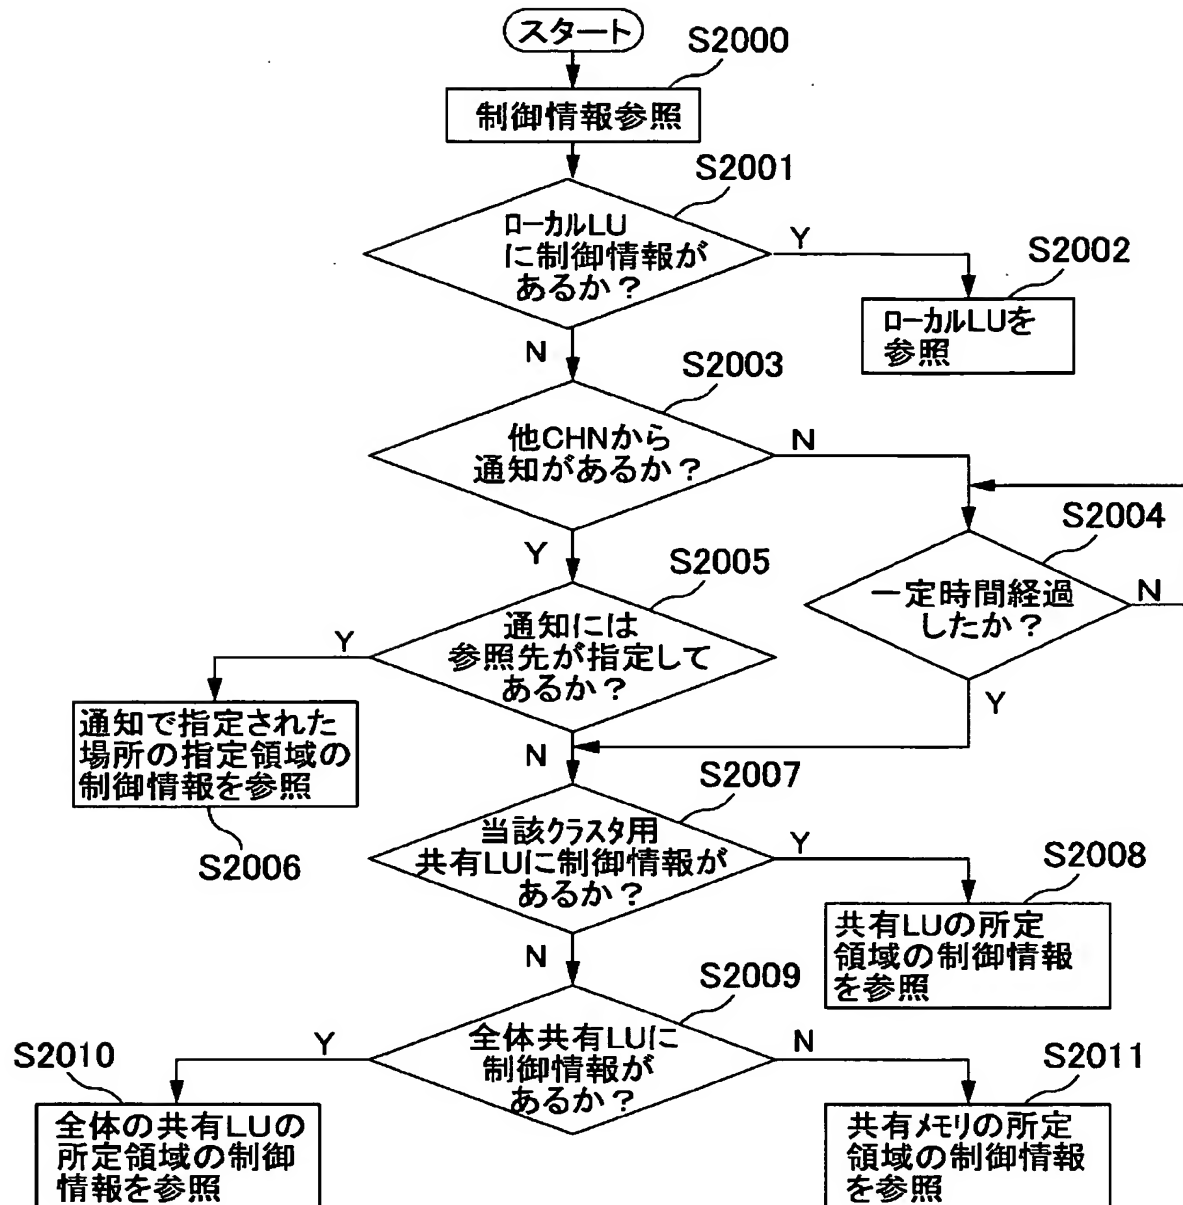 スタート
S2000
制御情報参照
S2001
ローカルLU
に制御情報が
あるか？
Y
S2002
ローカルLUを
参照
N
S2003
他CHNから
通知があるか？
N
S2004
一定時間経過
したか？
N
Y
Y
S2005
通知には
参照先が指定して
あるか？
Y
通知で指定された
場所の指定領域の
制御情報を参照
S2006
N
S2007
当該クラスタ用
共有LUに制御情報が
あるか？
Y
S2008
共有LUの所定
領域の制御情報
を参照
N
S2009
全体共有LUに
制御情報が
あるか？
Y
S2010
全体の共有LUの
所定領域の制御
情報を参照
N
S2011
共有メモリの所定
領域の制御情報
を参照